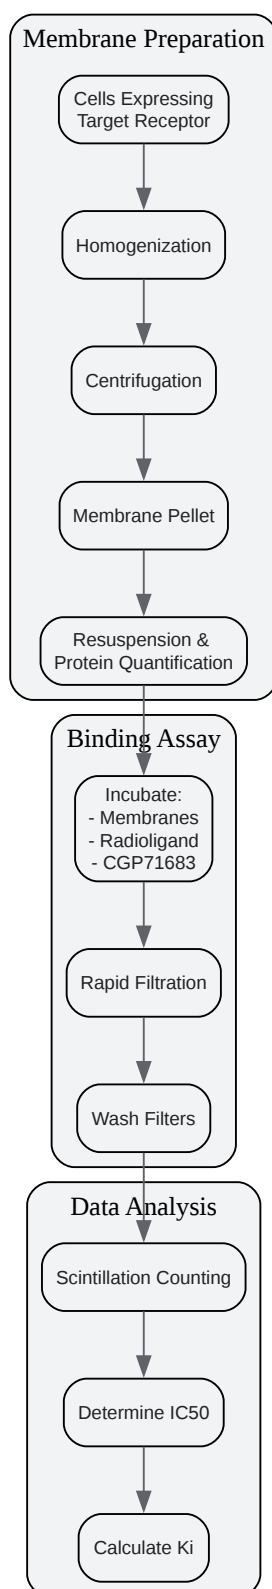 Membrane Preparation
Cells Expressing
Target Receptor
Homogenization
Centrifugation
Membrane Pellet
Resuspension &
Protein Quantification
Binding Assay
Incubate:
- Membranes
- Radioligand
- CGP71683
Rapid Filtration
Wash Filters
Data Analysis
Scintillation Counting
Determine IC50
Calculate Ki